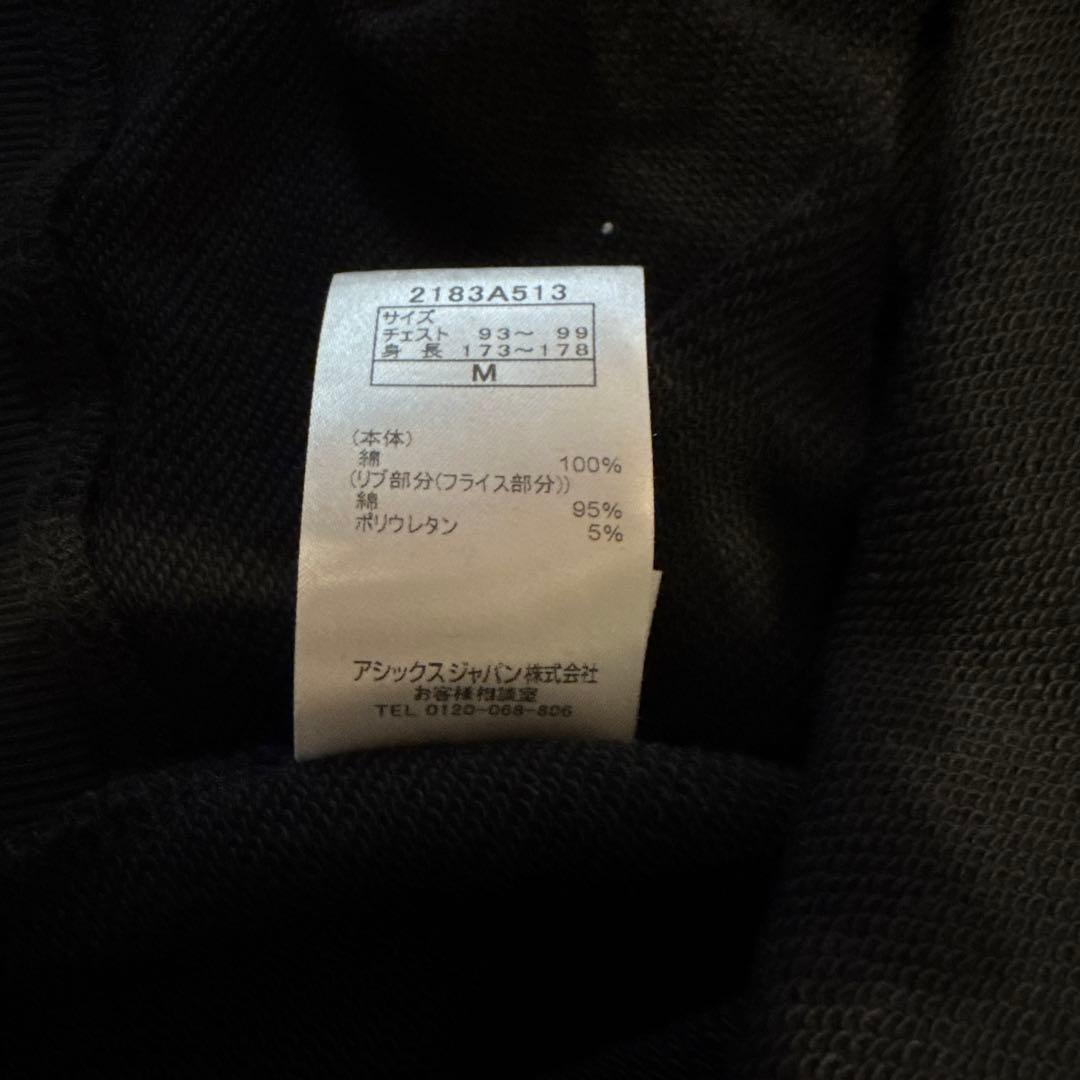 2183A513
サイズ
チェスト 93〜 99
身 長 173〜178
M
(本体)
綿 100%
(リブ部分(フライス部分))
綿 95%
ポリウレタン 5%
アシックスジャパン株式会社
お客様相談室
TEL 0120-068-806